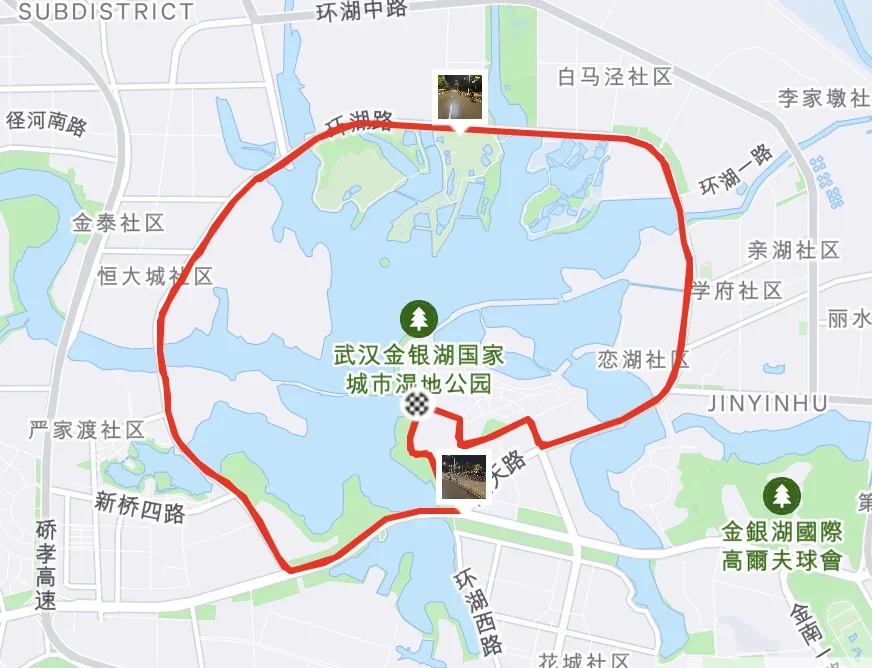 SUBDISTRICT
环湖中路
白马泾社区
李家墩社
径河南路
环湖路
环湖一路
金泰社区
亲湖社区
恒大城社区
学府社区
丽水
武汉金银湖国家
城市湿地公园
恋湖社区
JINYINHU
严家渡社区
天路
新桥四路
金銀湖國際
高爾夫球會
第
硚孝高速
环湖西路
金南一路
花城社区